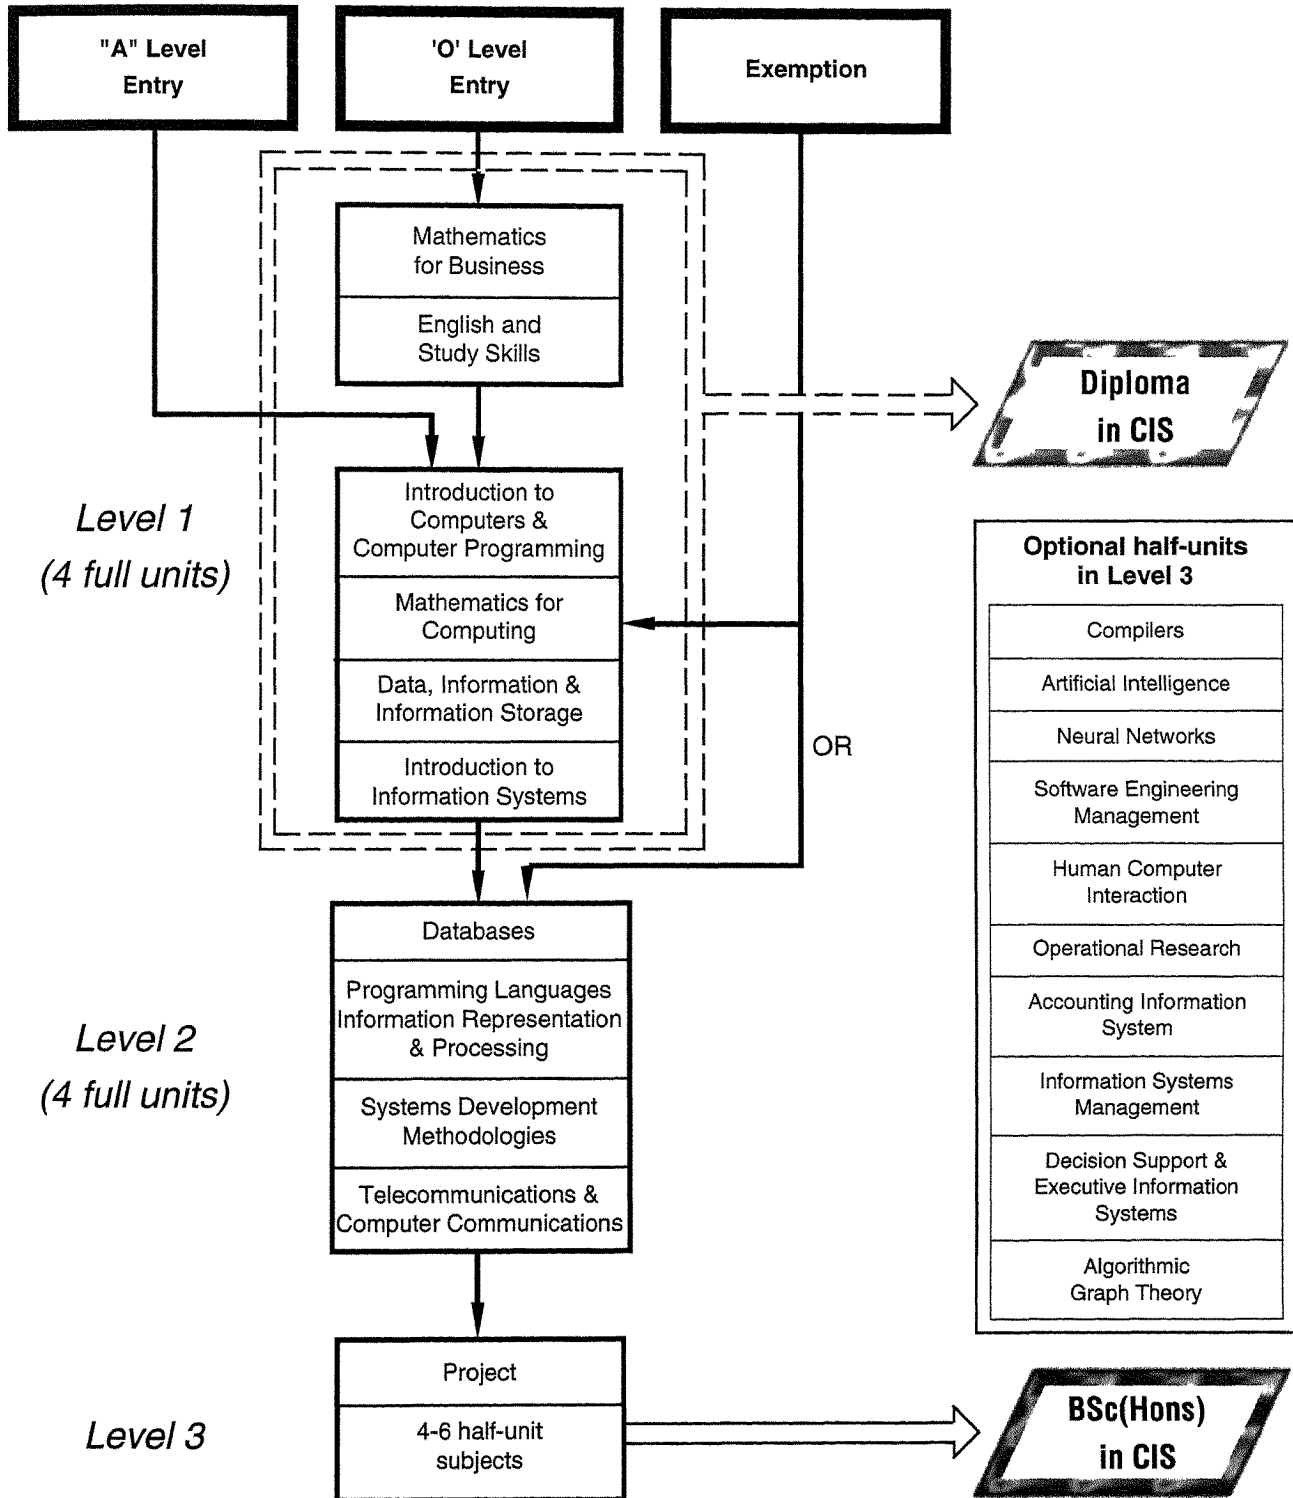 "A" Level
Entry
'O' Level
Entry
Exemption
Mathematics
for Business
English and
Study Skills
Diploma
in CIS
Level 1
(4 full units)
Introduction to
Computers &
Computer Programming
Mathematics for
Computing
Data, Information &
Information Storage
Introduction to
Information Systems
OR
Optional half-units
in Level 3
Compilers
Artificial Intelligence
Neural Networks
Software Engineering
Management
Human Computer
Interaction
Operational Research
Accounting Information
System
Information Systems
Management
Decision Support &
Executive Information
Systems
Algorithmic
Graph Theory
Level 2
(4 full units)
Databases
Programming Languages
Information Representation
& Processing
Systems Development
Methodologies
Telecommunications &
Computer Communications
Level 3
Project
4-6 half-unit
subjects
BSc(Hons)
in CIS